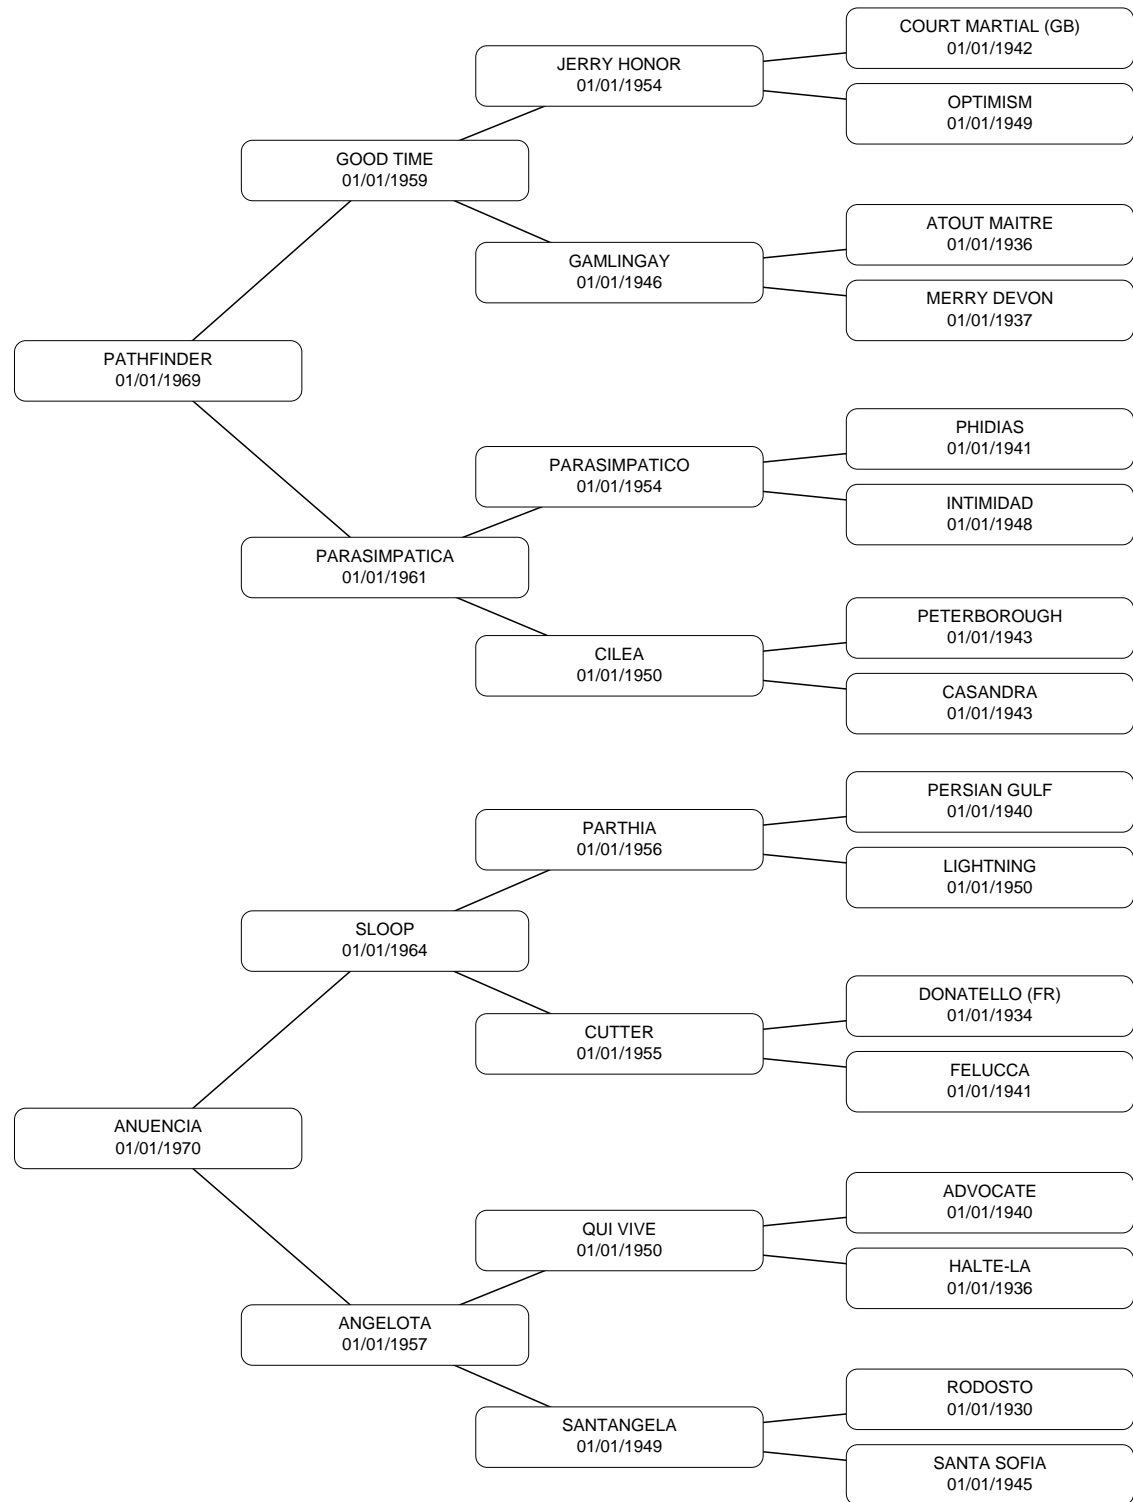 COURT MARTIAL (GB)
01/01/1942
JERRY HONOR
01/01/1954
OPTIMISM
01/01/1949
GOOD TIME
01/01/1959
ATOUT MAITRE
01/01/1936
GAMLINGAY
01/01/1946
MERRY DEVON
01/01/1937
PATHFINDER
01/01/1969
PHIDIAS
01/01/1941
PARASIMPATICO
01/01/1954
INTIMIDAD
01/01/1948
PARASIMPATICA
01/01/1961
PETERBOROUGH
01/01/1943
CILEA
01/01/1950
CASANDRA
01/01/1943
PERSIAN GULF
01/01/1940
PARTHIA
01/01/1956
LIGHTNING
01/01/1950
SLOOP
01/01/1964
DONATELLO (FR)
01/01/1934
CUTTER
01/01/1955
FELUCCA
01/01/1941
ANUENCIA
01/01/1970
ADVOCATE
01/01/1940
QUI VIVE
01/01/1950
HALTE-LA
01/01/1936
ANGELOTA
01/01/1957
RODOSTO
01/01/1930
SANTANGELA
01/01/1949
SANTA SOFIA
01/01/1945